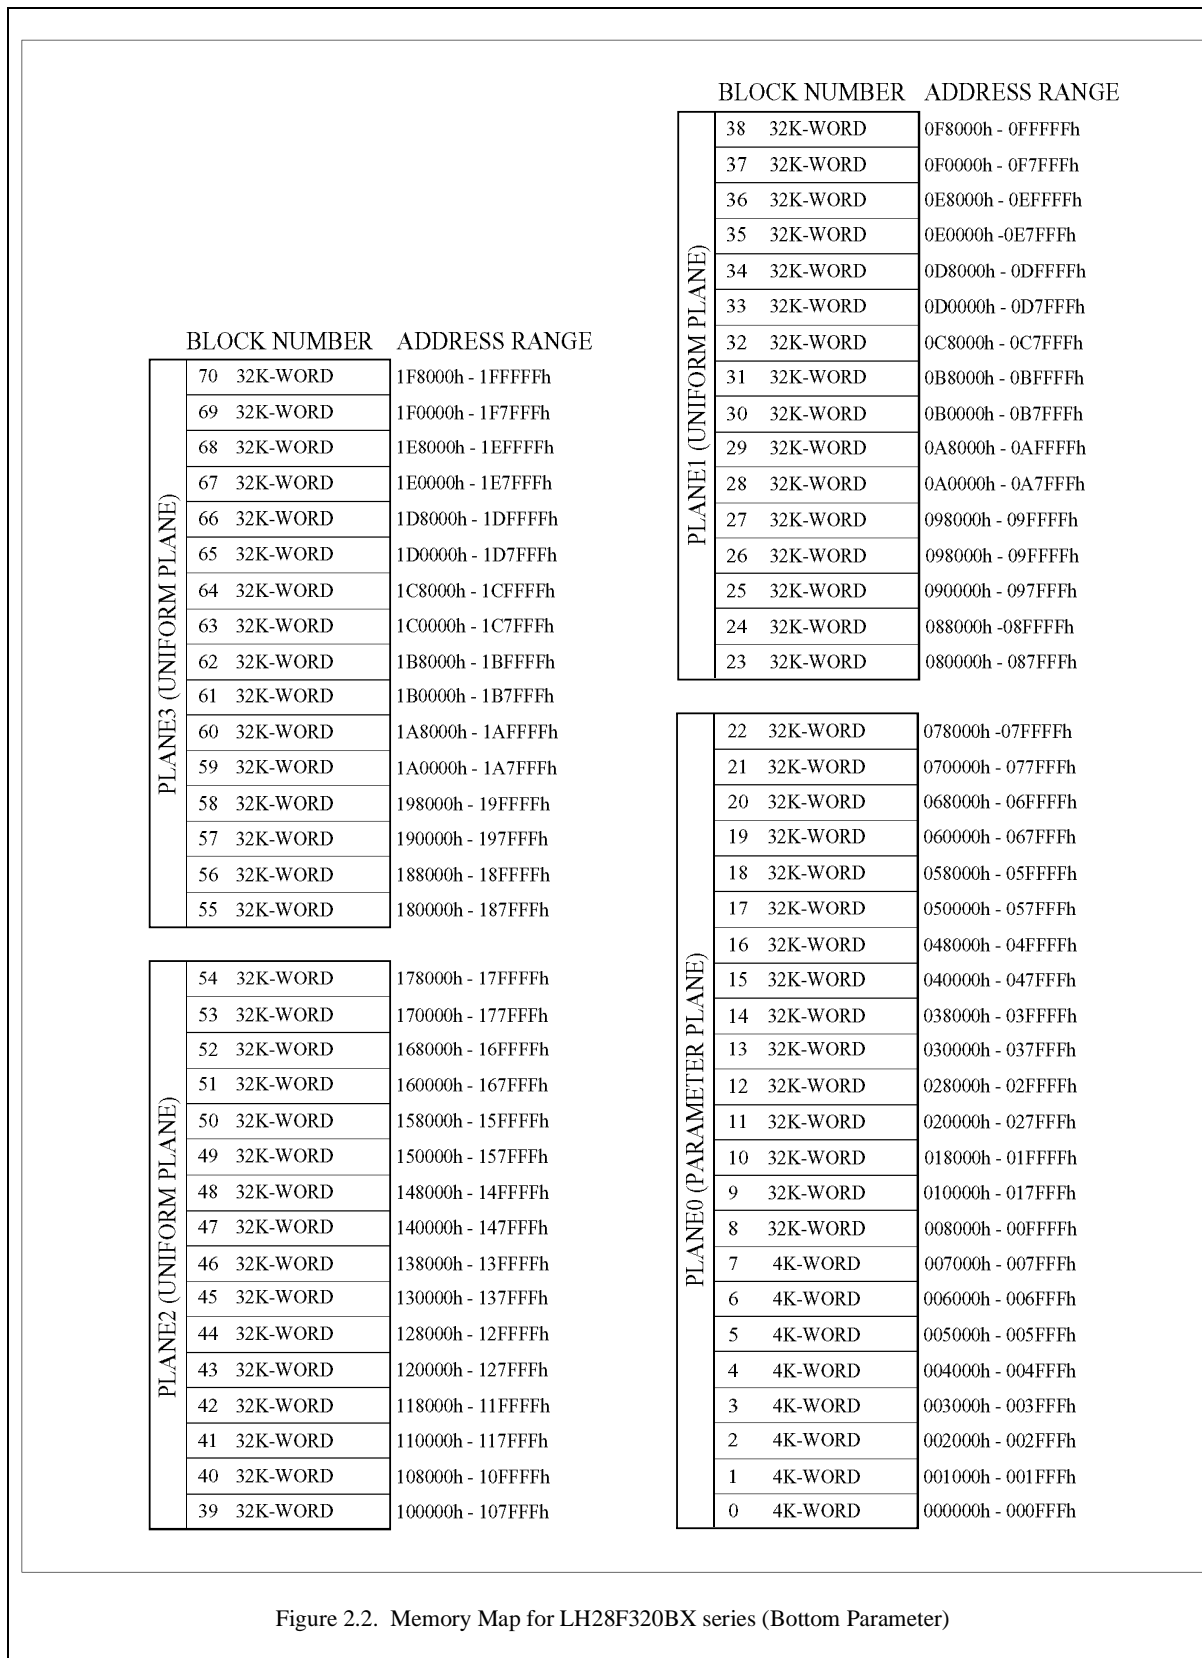 BLOCK NUMBER ADDRESS RANGE
PLANE3 (UNIFORM PLANE)
70 32K-WORD 1F8000h - 1FFFFFh
69 32K-WORD 1F0000h - 1F7FFFh
68 32K-WORD 1E8000h - 1EFFFFh
67 32K-WORD 1E0000h - 1E7FFFh
66 32K-WORD 1D8000h - 1DFFFFh
65 32K-WORD 1D0000h - 1D7FFFh
64 32K-WORD 1C8000h - 1CFFFFh
63 32K-WORD 1C0000h - 1C7FFFh
62 32K-WORD 1B8000h - 1BFFFFh
61 32K-WORD 1B0000h - 1B7FFFh
60 32K-WORD 1A8000h - 1AFFFFh
59 32K-WORD 1A0000h - 1A7FFFh
58 32K-WORD 198000h - 19FFFFh
57 32K-WORD 190000h - 197FFFh
56 32K-WORD 188000h - 18FFFFh
55 32K-WORD 180000h - 187FFFh
PLANE2 (UNIFORM PLANE)
54 32K-WORD 178000h - 17FFFFh
53 32K-WORD 170000h - 177FFFh
52 32K-WORD 168000h - 16FFFFh
51 32K-WORD 160000h - 167FFFh
50 32K-WORD 158000h - 15FFFFh
49 32K-WORD 150000h - 157FFFh
48 32K-WORD 148000h - 14FFFFh
47 32K-WORD 140000h - 147FFFh
46 32K-WORD 138000h - 13FFFFh
45 32K-WORD 130000h - 137FFFh
44 32K-WORD 128000h - 12FFFFh
43 32K-WORD 120000h - 127FFFh
42 32K-WORD 118000h - 11FFFFh
41 32K-WORD 110000h - 117FFFh
40 32K-WORD 108000h - 10FFFFh
39 32K-WORD 100000h - 107FFFh
BLOCK NUMBER ADDRESS RANGE
PLANE1 (UNIFORM PLANE)
38 32K-WORD 0F8000h - 0FFFFFh
37 32K-WORD 0F0000h - 0F7FFFh
36 32K-WORD 0E8000h - 0EFFFFh
35 32K-WORD 0E0000h -0E7FFFh
34 32K-WORD 0D8000h - 0DFFFFh
33 32K-WORD 0D0000h - 0D7FFFh
32 32K-WORD 0C8000h - 0C7FFFh
31 32K-WORD 0B8000h - 0BFFFFh
30 32K-WORD 0B0000h - 0B7FFFh
29 32K-WORD 0A8000h - 0AFFFFh
28 32K-WORD 0A0000h - 0A7FFFh
27 32K-WORD 098000h - 09FFFFh
26 32K-WORD 098000h - 09FFFFh
25 32K-WORD 090000h - 097FFFh
24 32K-WORD 088000h -08FFFFh
23 32K-WORD 080000h - 087FFFh
PLANE0 (PARAMETER PLANE)
22 32K-WORD 078000h -07FFFFh
21 32K-WORD 070000h - 077FFFh
20 32K-WORD 068000h - 06FFFFh
19 32K-WORD 060000h - 067FFFh
18 32K-WORD 058000h - 05FFFFh
17 32K-WORD 050000h - 057FFFh
16 32K-WORD 048000h - 04FFFFh
15 32K-WORD 040000h - 047FFFh
14 32K-WORD 038000h - 03FFFFh
13 32K-WORD 030000h - 037FFFh
12 32K-WORD 028000h - 02FFFFh
11 32K-WORD 020000h - 027FFFh
10 32K-WORD 018000h - 01FFFFh
9 32K-WORD 010000h - 017FFFh
8 32K-WORD 008000h - 00FFFFh
7 4K-WORD 007000h - 007FFFh
6 4K-WORD 006000h - 006FFFh
5 4K-WORD 005000h - 005FFFh
4 4K-WORD 004000h - 004FFFh
3 4K-WORD 003000h - 003FFFh
2 4K-WORD 002000h - 002FFFh
1 4K-WORD 001000h - 001FFFh
0 4K-WORD 000000h - 000FFFh
Figure 2.2. Memory Map for LH28F320BX series (Bottom Parameter)